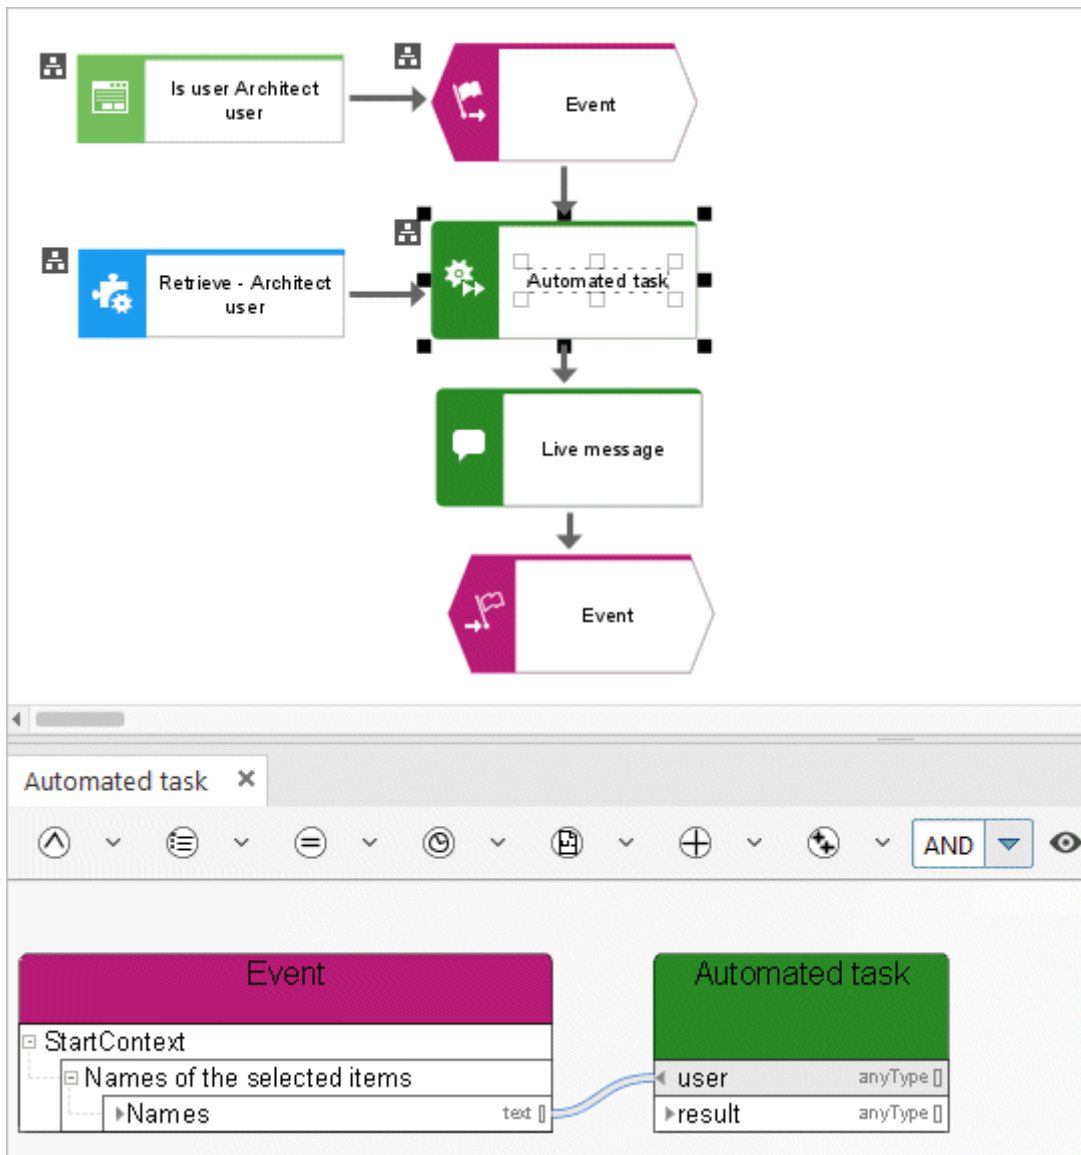 Is user Architect
user
Event
Retrieve - Architect
user
Automated task
Live message
Event
Automated task
AND
Event
Automated task
StartContext
Names of the selected items
Names text []
user anyType []
result anyType []